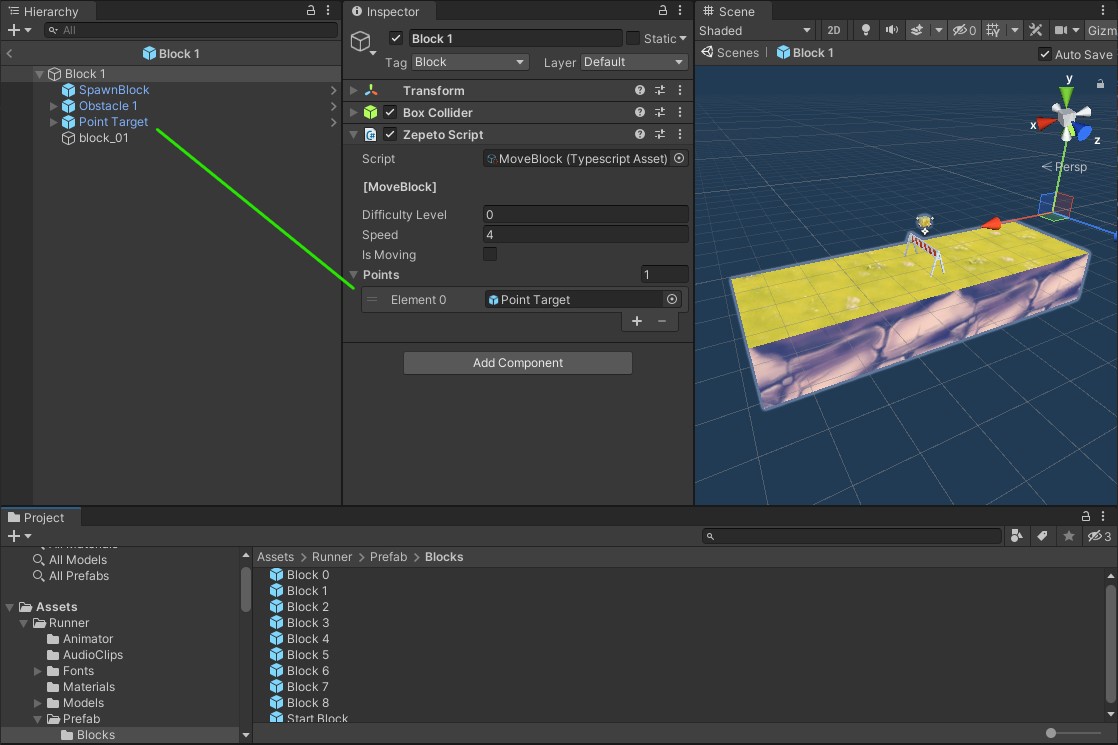 Hierarchy
All
Block 1
Block 1
SpawnBlock
Obstacle 1
Point Target
block_01
Inspector
Block 1
Static
Tag Block Layer Default
Transform
Box Collider
Zepeto Script
Script MoveBlock (Typescript Asset)
[MoveBlock]
Difficulty Level 0
Speed 4
Is Moving
Points 1
Element 0 Point Target
Add Component
Scene
Shaded 2D 0 Gizm
Scenes Block 1
Auto Save
y
x
z
Persp
Project
3
All Materials
All Models
All Prefabs
Assets
Runner
Animator
AudioClips
Fonts
Materials
Models
Prefab
Blocks
Assets > Runner > Prefab > Blocks
Block 0
Block 1
Block 2
Block 3
Block 4
Block 5
Block 6
Block 7
Block 8
Start Block